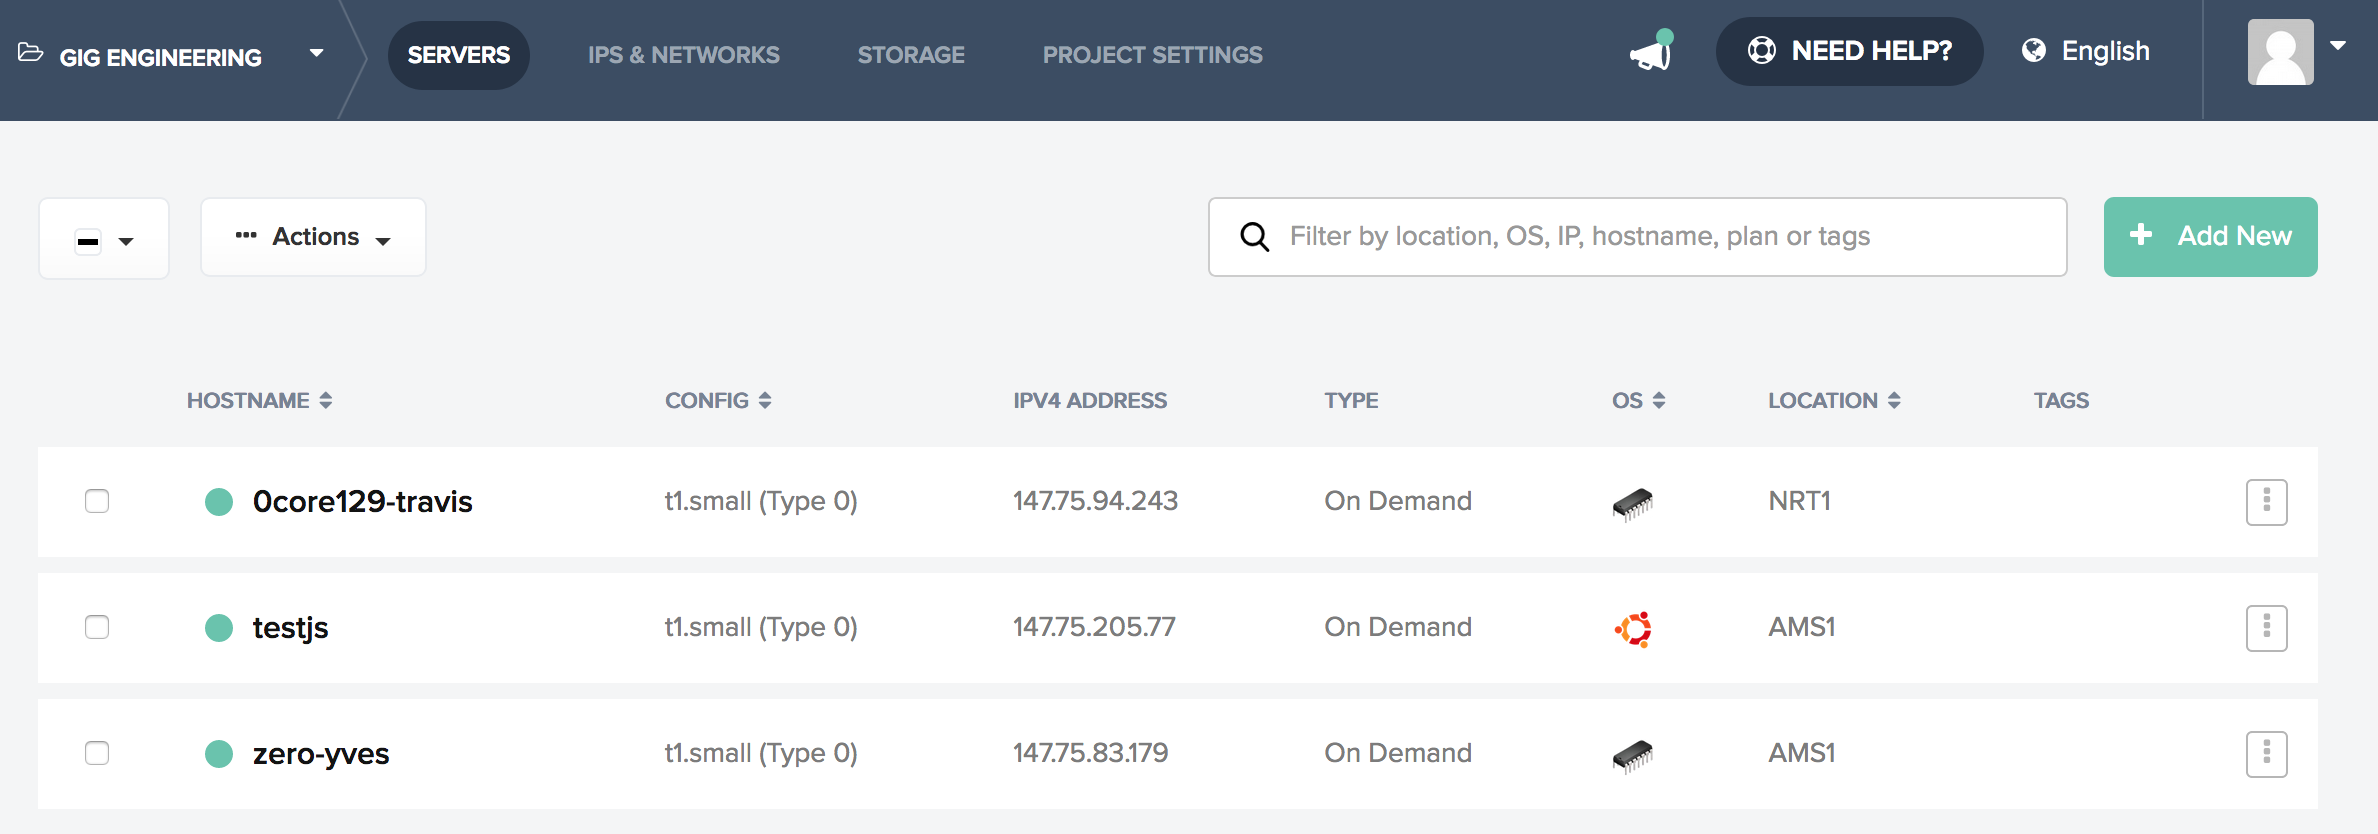 GIG ENGINEERING
SERVERS
IPS & NETWORKS
STORAGE
PROJECT SETTINGS
NEED HELP?
English
Actions
Filter by location, OS, IP, hostname, plan or tags
Add New
HOSTNAME CONFIG IPV4 ADDRESS TYPE OS LOCATION TAGS
0core129-travis t1.small (Type 0) 147.75.94.243 On Demand NRT1
testjs t1.small (Type 0) 147.75.205.77 On Demand AMS1
zero-yves t1.small (Type 0) 147.75.83.179 On Demand AMS1